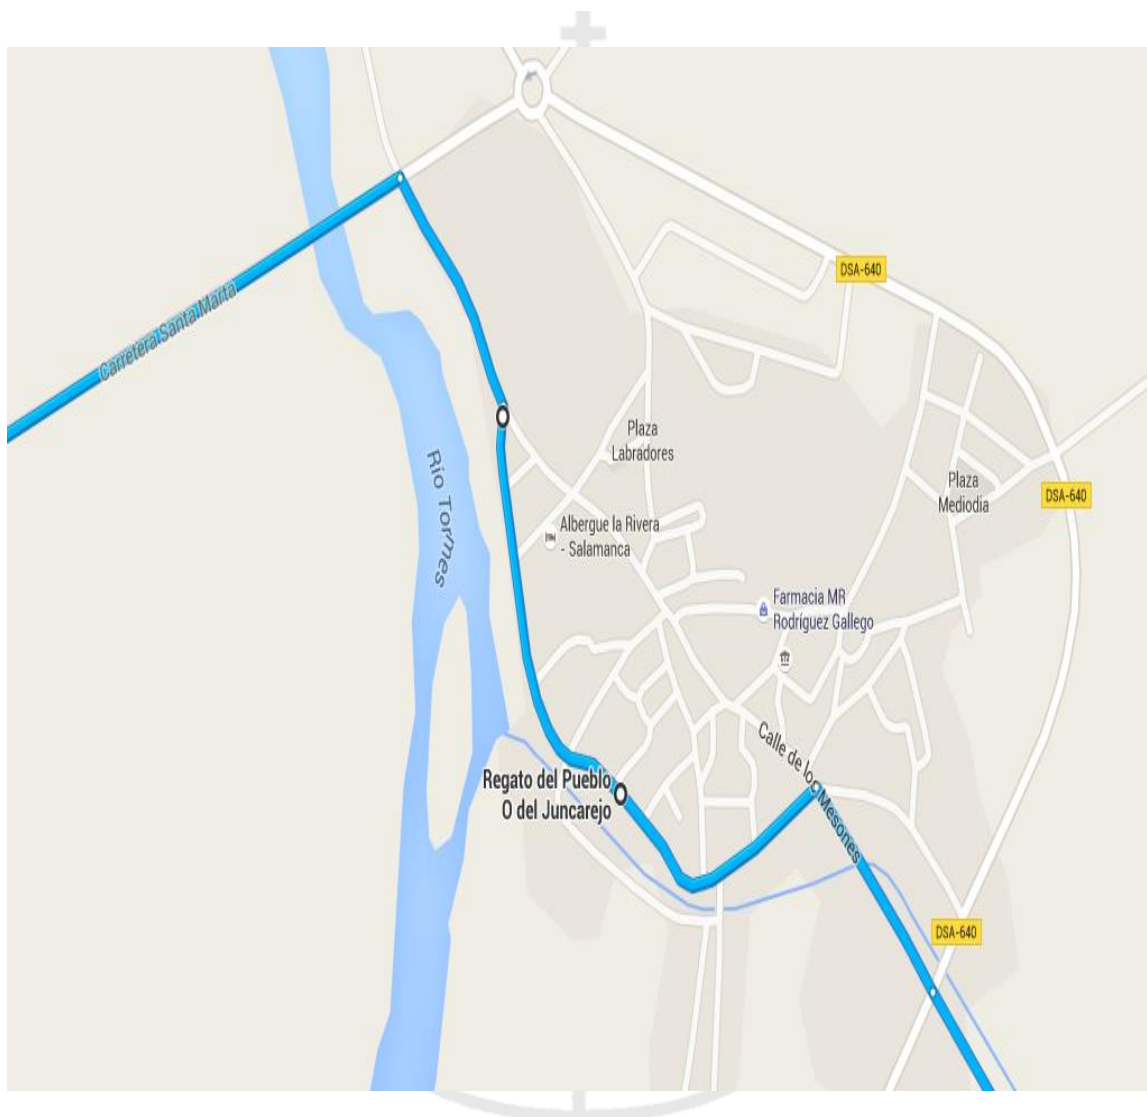 DSA-640
Carretera Santa Marta
Plaza
Labradores
Río Tormes
Plaza
Mediodia
DSA-640
Albergue la Rivera
- Salamanca
Farmacia MR
Rodríguez Gallego
Calle de los Mesones
Regato del Pueblo
O del Juncarejo
DSA-640